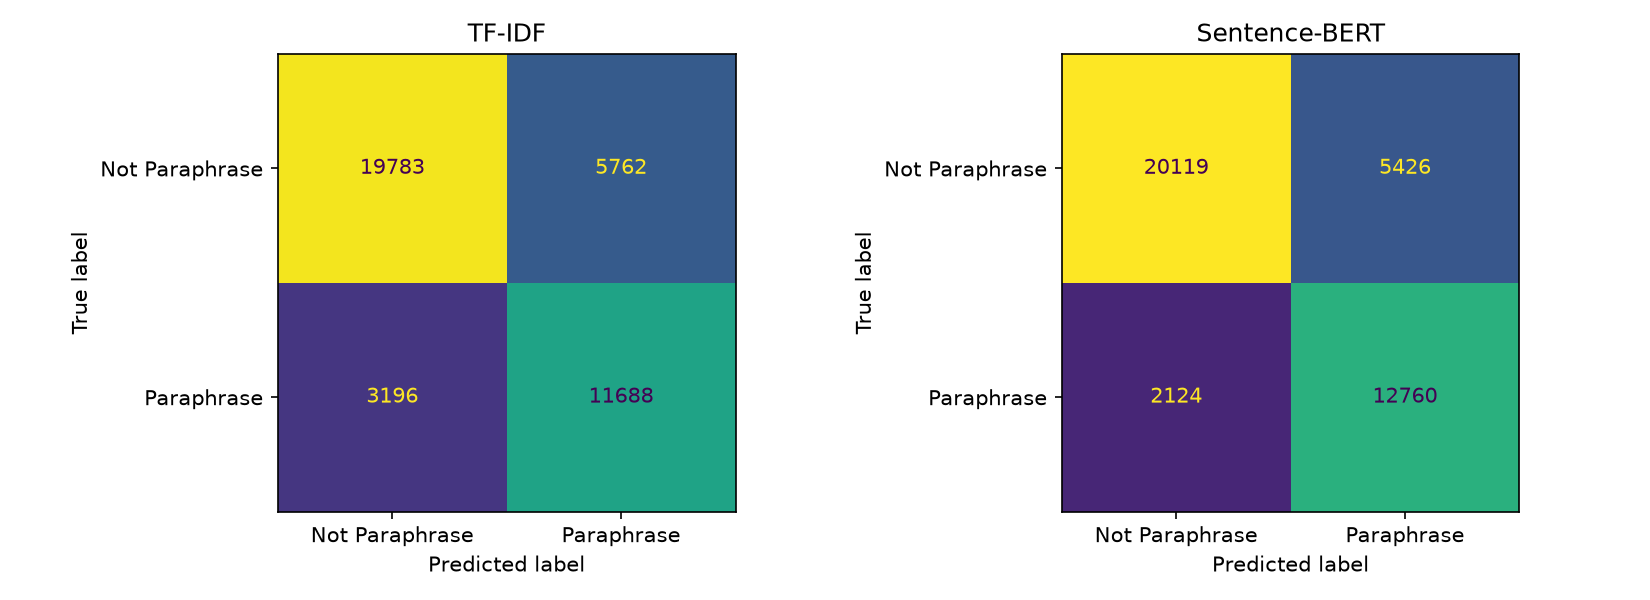 TF-IDF
Not Paraphrase
19783
5762
True label
Paraphrase
3196
11688
Not Paraphrase
Paraphrase
Predicted label
Sentence-BERT
Not Paraphrase
20119
5426
True label
Paraphrase
2124
12760
Not Paraphrase
Paraphrase
Predicted label